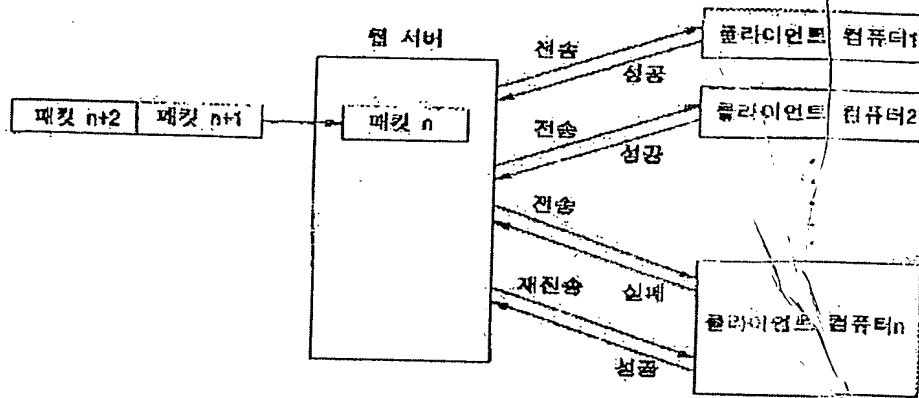 웹 서버
전송
클라이언트 컴퓨터1
성공
패킷 n+2
패킷 n+1
패킷 n
전송
클라이언트 컴퓨터2
성공
전송
재전송
실패
클라이언트 컴퓨터n
성공